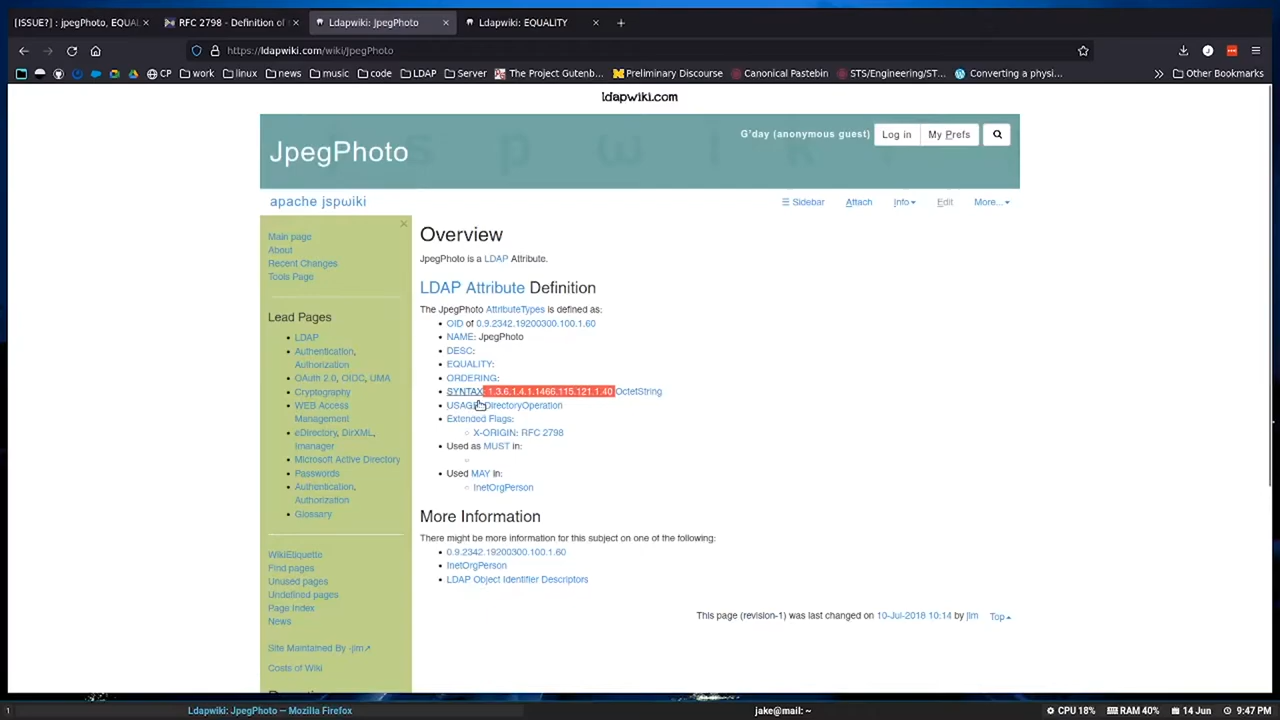 [ISSUE?] : jpegPhoto, EQUAL
RFC 2798 - Definition of
Ldapwiki: JpegPhoto
Ldapwiki: EQUALITY
https://ldapwiki.com/wiki/JpegPhoto
CP work linux news music code LDAP Server The Project Gutenb... Preliminary Discourse Canonical Pastebin STS/Engineering/ST... Converting a physi... Other Bookmarks
ldapwiki.com
G'day (anonymous guest) Log in My Prefs
JpegPhoto
apache jspwiki
Sidebar Attach Info Edit More...
Main page
About
Recent Changes
Tools Page
Lead Pages
LDAP
Authentication,
Authorization
OAuth 2.0, OIDC, UMA
Cryptography
WEB Access
Management
eDirectory, DirXML,
Imanager
Microsoft Active Directory
Passwords
Authentication,
Authorization
Glossary
WikiEtiquette
Find pages
Unused pages
Undefined pages
Page Index
News
Site Maintained By -jim
Costs of Wiki
Overview
JpegPhoto is a LDAP Attribute.
LDAP Attribute Definition
The JpegPhoto AttributeTypes is defined as:
OID of 0.9.2342.19200300.100.1.60
NAME: JpegPhoto
DESC:
EQUALITY:
ORDERING:
SYNTAX: 1.3.6.1.4.1.1466.115.121.1.40 OctetString
USAGE: DirectoryOperation
Extended Flags:
X-ORIGIN: RFC 2798
Used as MUST in:
Used MAY in:
InetOrgPerson
More Information
There might be more information for this subject on one of the following:
0.9.2342.19200300.100.1.60
InetOrgPerson
LDAP Object Identifier Descriptors
This page (revision-1) was last changed on 10-Jul-2018 10:14 by jim Top
1 Ldapwiki: JpegPhoto — Mozilla Firefox jake@mail: ~ CPU 18% RAM 40% 14 Jun 9:47 PM